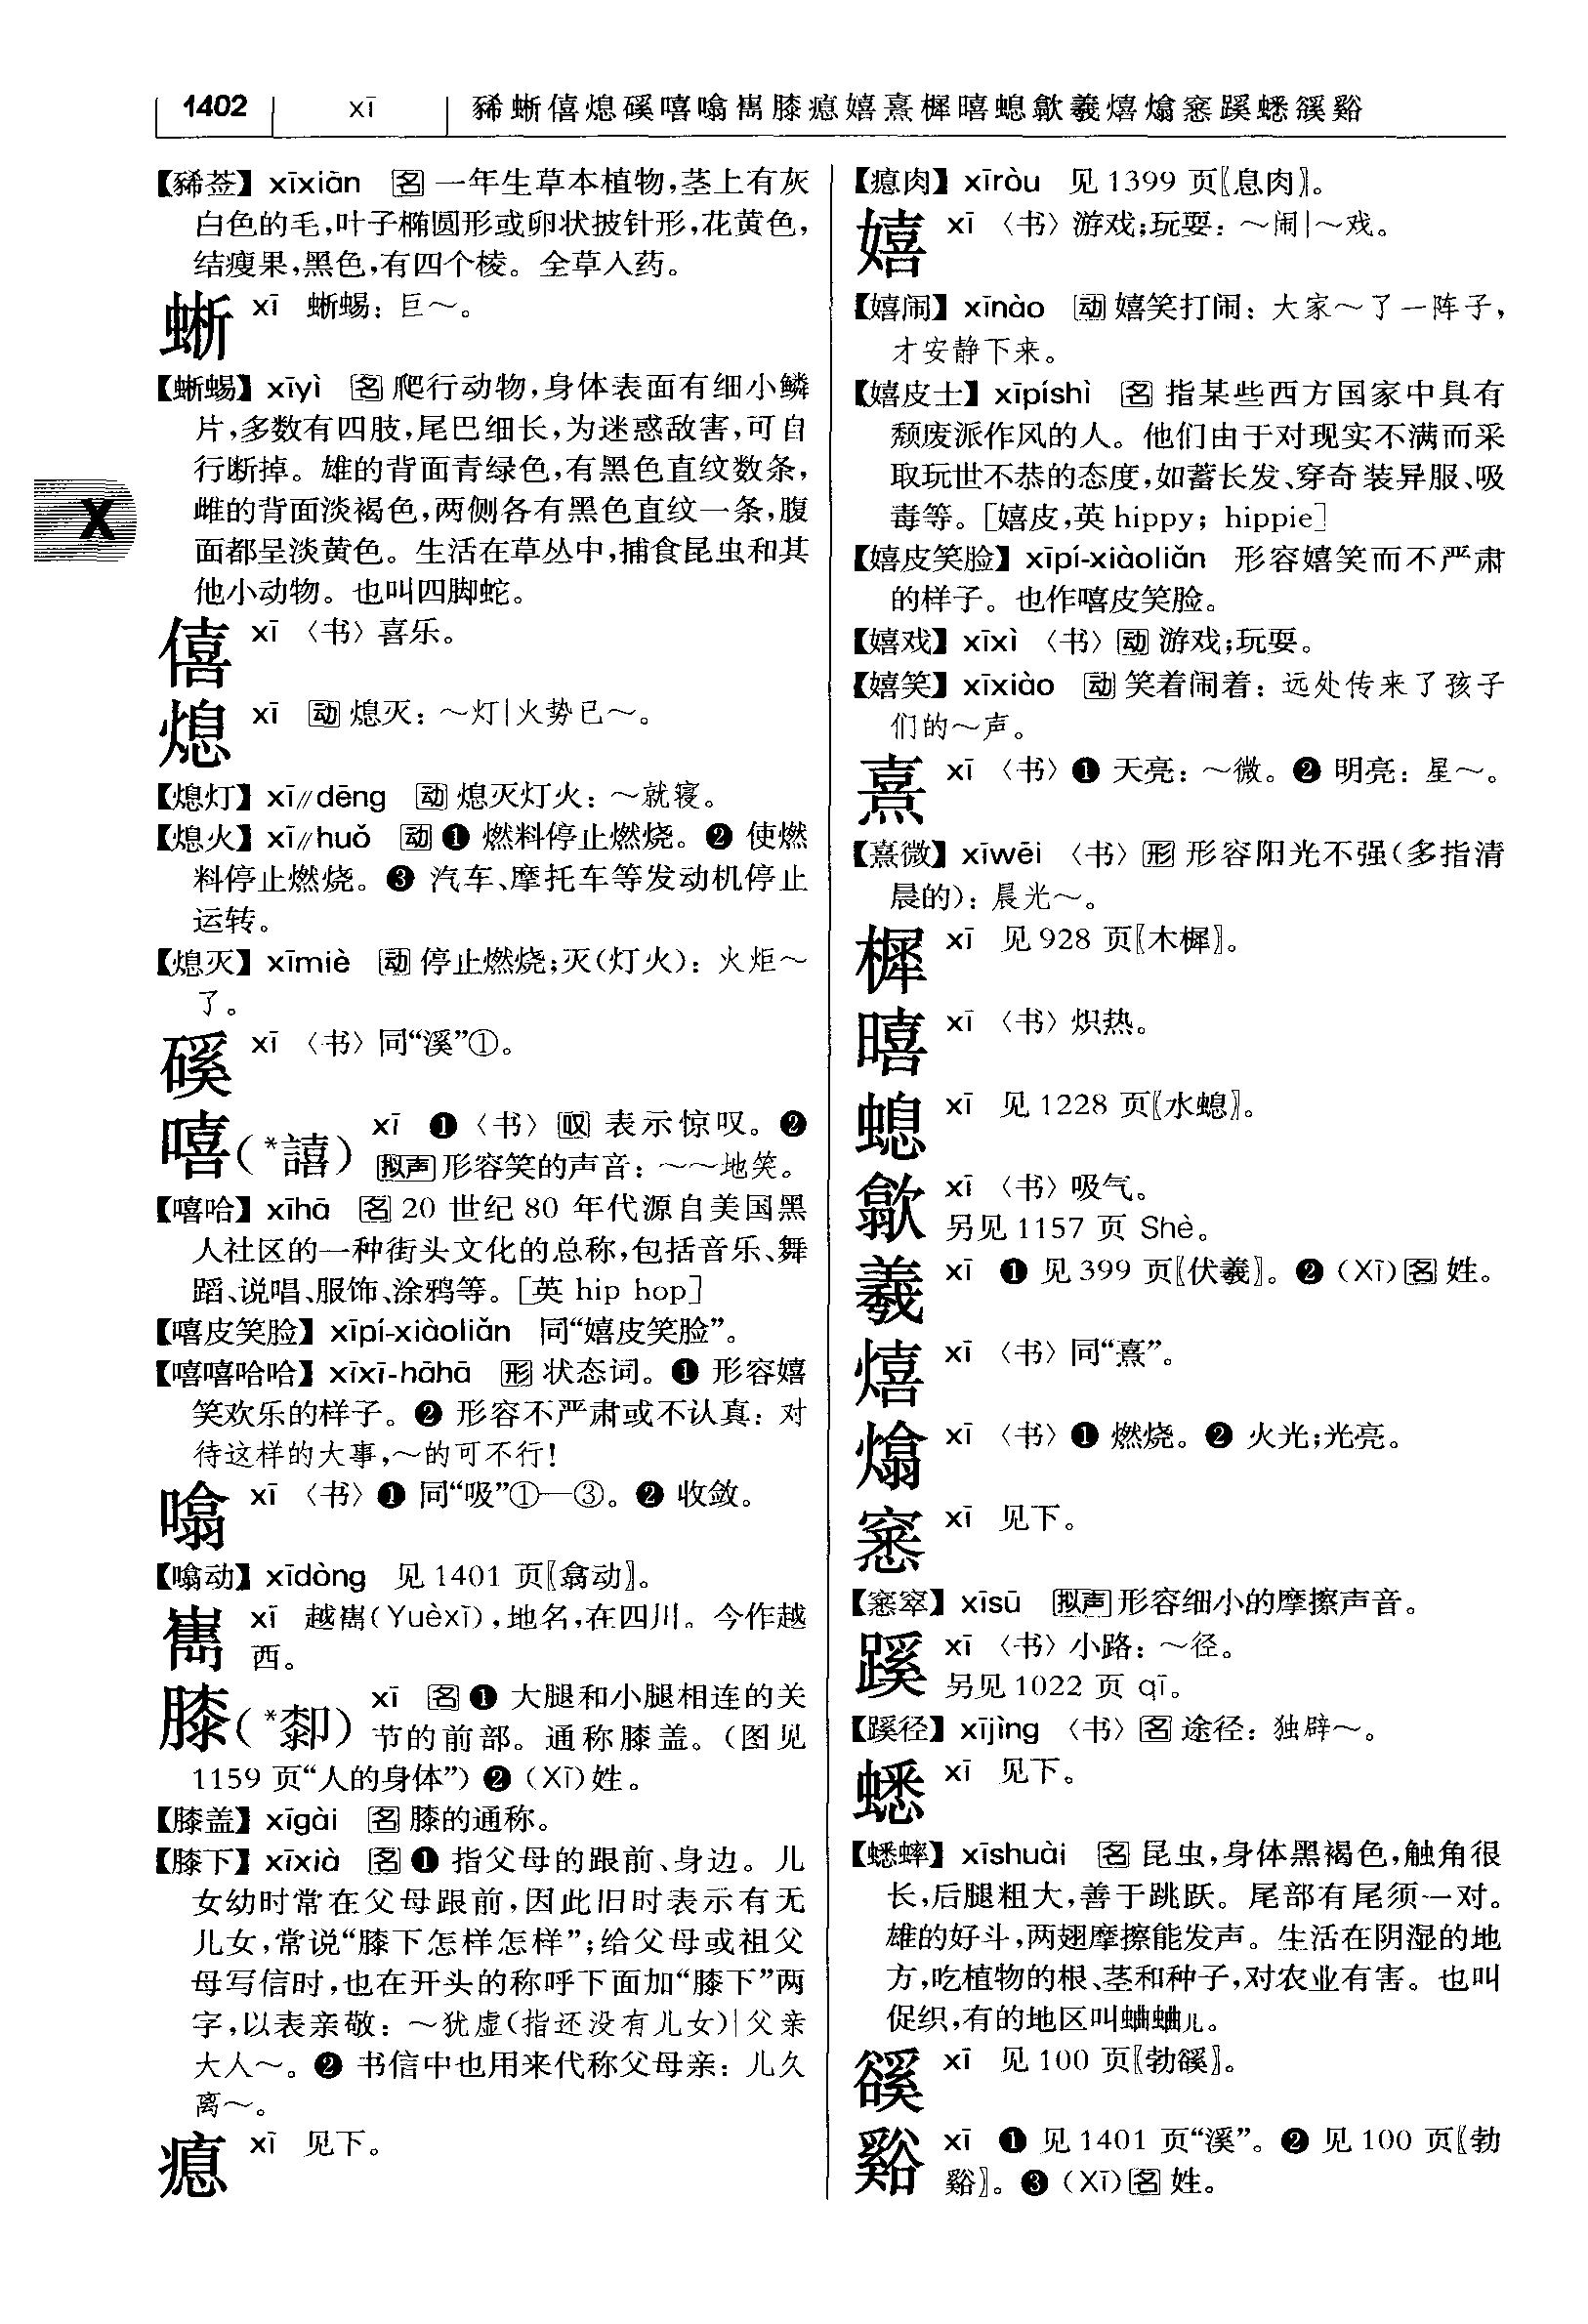 1402 xī 豨蜥僖熄磎嘻噏嶲膝瘜嬉熹樨暿螅歙羲熺熻窸蹊蟋豀谿
【豨莶】xīxiān 名 一年生草本植物,茎上有灰
白色的毛,叶子椭圆形或卵状披针形,花黄色,
结瘦果,黑色,有四个棱。全草入药。
蜥 xī 蜥蜴:巨～。
【蜥蜴】xīyì 名 爬行动物,身体表面有细小鳞
片,多数有四肢,尾巴细长,为迷惑敌害,可自
行断掉。雄的背面青绿色,有黑色直纹数条,
雌的背面淡褐色,两侧各有黑色直纹一条,腹
面都呈淡黄色。生活在草丛中,捕食昆虫和其
他小动物。也叫四脚蛇。
X
僖 xī 〈书〉喜乐。
熄 xī 动 熄灭:～灯|火势已～。
【熄灯】xī∥dēng 动 熄灭灯火:～就寝。
【熄火】xī∥huǒ 动 ❶ 燃料停止燃烧。❷ 使燃
料停止燃烧。❸ 汽车、摩托车等发动机停止
运转。
【熄灭】xīmiè 动 停止燃烧;灭(灯火):火炬～
了。
磎 xī 〈书〉同“溪”①。
嘻(*譆) xī ❶〈书〉叹 表示惊叹。❷
拟声 形容笑的声音:～～地笑。
【嘻哈】xīhā 名 20 世纪 80 年代源自美国黑
人社区的一种街头文化的总称,包括音乐、舞
蹈、说唱、服饰、涂鸦等。[英 hip hop]
【嘻皮笑脸】xīpí-xiàoliǎn 同“嬉皮笑脸”。
【嘻嘻哈哈】xīxī-hāhā 形 状态词。❶ 形容嬉
笑欢乐的样子。❷ 形容不严肃或不认真:对
待这样的大事,～的可不行!
噏 xī 〈书〉❶ 同“吸”①—③。❷ 收敛。
【噏动】xīdòng 见 1401 页〖翕动〗。
嶲 xī 越嶲(Yuèxī),地名,在四川。今作越
西。
膝(*厀) xī 名 ❶ 大腿和小腿相连的关
节的前部。通称膝盖。(图见
1159 页“人的身体”) ❷ (Xī)姓。
【膝盖】xīgài 名 膝的通称。
【膝下】xīxià 名 ❶ 指父母的跟前、身边。儿
女幼时常在父母跟前,因此旧时表示有无
儿女,常说“膝下怎样怎样”;给父母或祖父
母写信时,也在开头的称呼下面加“膝下”两
字,以表亲敬:～犹虚(指还没有儿女)|父亲
大人～。❷ 书信中也用来代称父母亲:儿久
离～。
瘜 xī 见下。
【瘜肉】xīròu 见 1399 页〖息肉〗。
嬉 xī 〈书〉游戏;玩耍:～闹|～戏。
【嬉闹】xīnào 动 嬉笑打闹:大家～了一阵子,
才安静下来。
【嬉皮士】xīpíshì 名 指某些西方国家中具有
颓废派作风的人。他们由于对现实不满而采
取玩世不恭的态度,如蓄长发、穿奇装异服、吸
毒等。[嬉皮,英 hippy; hippie]
【嬉皮笑脸】xīpí-xiàoliǎn 形容嬉笑而不严肃
的样子。也作嘻皮笑脸。
【嬉戏】xīxì 〈书〉动 游戏;玩耍。
【嬉笑】xīxiào 动 笑着闹着:远处传来了孩子
们的～声。
熹 xī 〈书〉❶ 天亮:～微。❷ 明亮:星～。
【熹微】xīwēi 〈书〉形 形容阳光不强(多指清
晨的):晨光～。
樨 xī 见 928 页〖木樨〗。
暿 xī 〈书〉炽热。
螅 xī 见 1228 页〖水螅〗。
歙 xī 〈书〉吸气。
另见 1157 页 Shè。
羲 xī ❶ 见 399 页〖伏羲〗。❷ (Xī) 名 姓。
熺 xī 〈书〉同“熹”。
熻 xī 〈书〉❶ 燃烧。❷ 火光;光亮。
窸 xī 见下。
【窸窣】xīsū 拟声 形容细小的摩擦声音。
蹊 xī 〈书〉小路:～径。
另见 1022 页 qī。
【蹊径】xījìng 〈书〉名 途径:独辟～。
蟋 xī 见下。
【蟋蟀】xīshuài 名 昆虫,身体黑褐色,触角很
长,后腿粗大,善于跳跃。尾部有尾须一对。
雄的好斗,两翅摩擦能发声。生活在阴湿的地
方,吃植物的根、茎和种子,对农业有害。也叫
促织,有的地区叫蛐蛐儿。
豀 xī 见 100 页〖勃豀〗。
谿 xī ❶ 见 1401 页“溪”。❷ 见 100 页〖勃
谿〗。❸ (Xī) 名 姓。